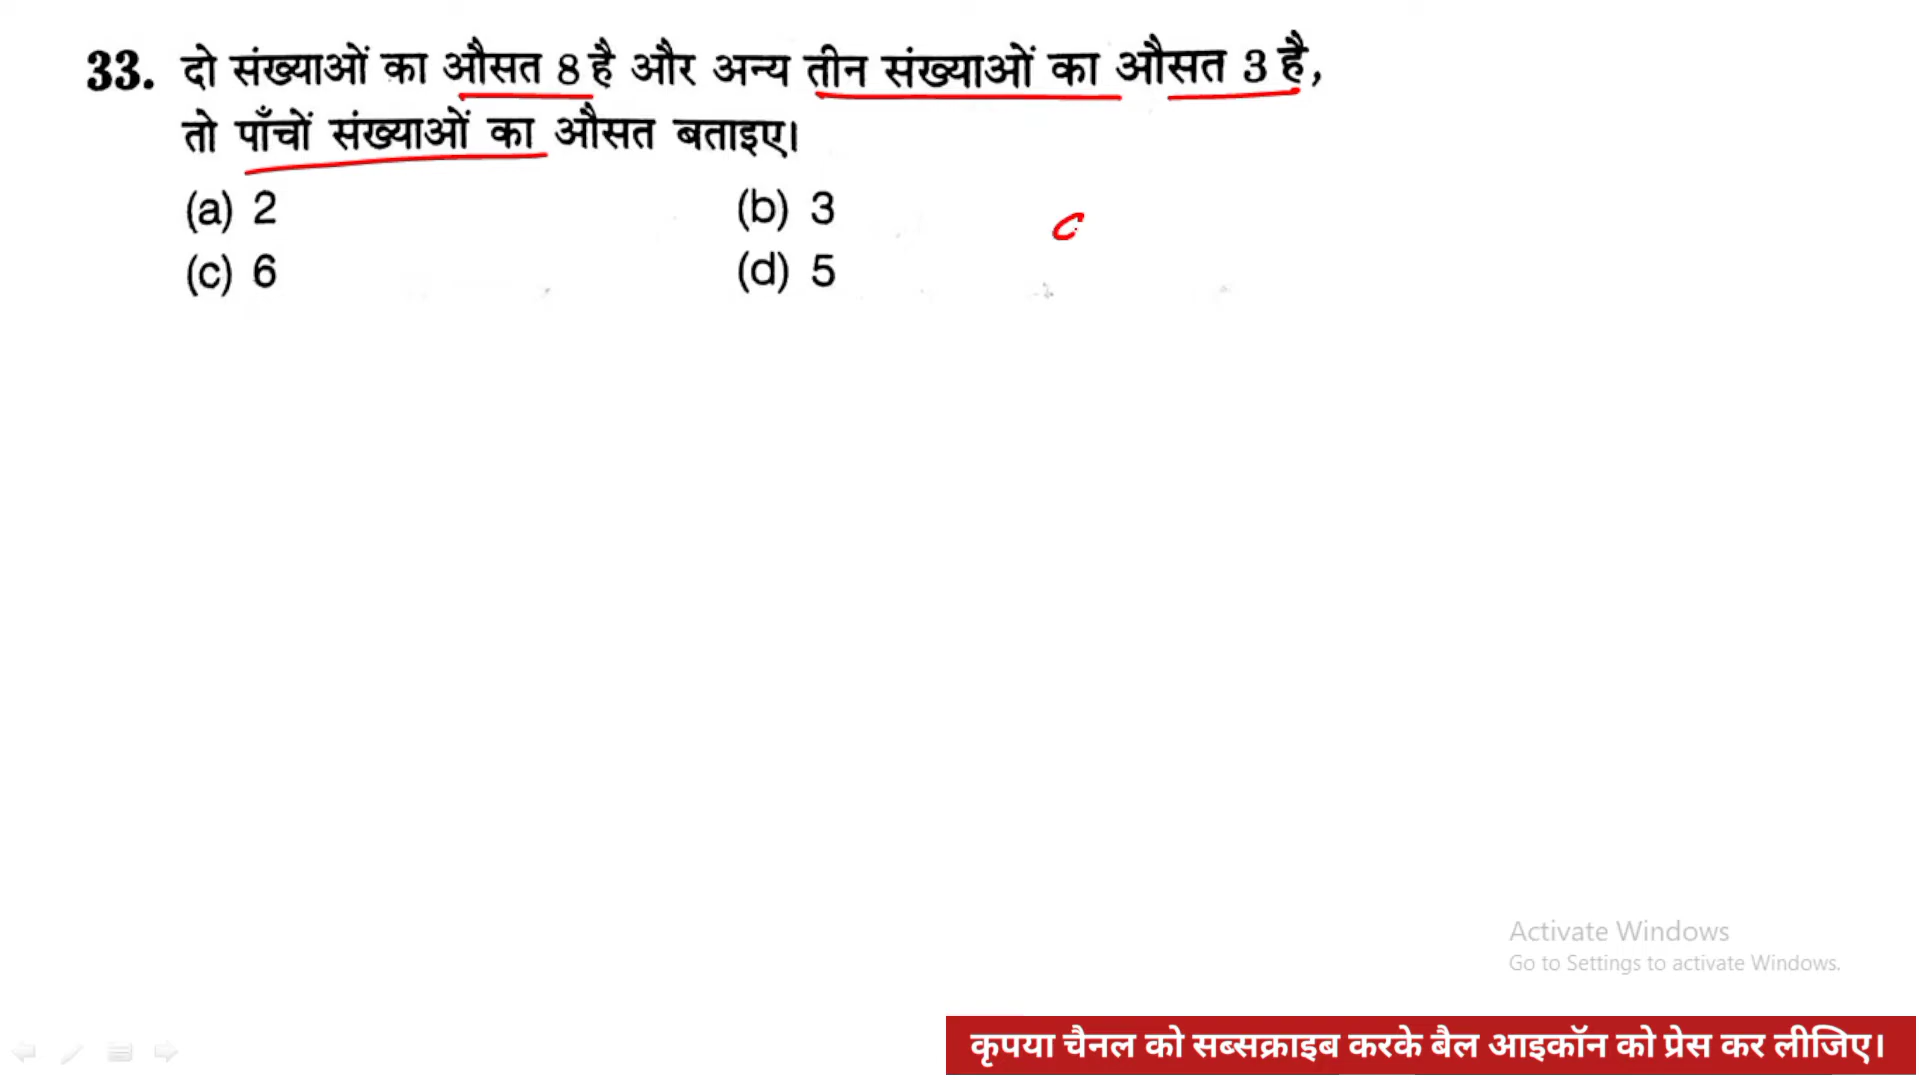 33. दो संख्याओं का औसत 8 है और अन्य तीन संख्याओं का औसत 3 है,
तो पाँचों संख्याओं का औसत बताइए।
(a) 2 (b) 3
(c) 6 (d) 5
Activate Windows
Go to Settings to activate Windows.
कृपया चैनल को सब्सक्राइब करके बैल आइकॉन को प्रेस कर लीजिए।